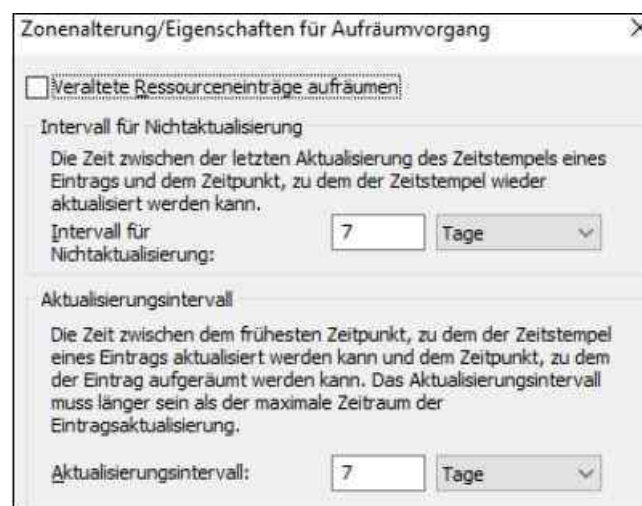 Zonenalterung/Eigenschaften für Aufräumvorgang
Veraltete Ressourceneinträge aufräumen
Intervall für Nichtaktualisierung
Die Zeit zwischen der letzten Aktualisierung des Zeitstempels eines
Eintrags und dem Zeitpunkt, zu dem der Zeitstempel wieder
aktualisiert werden kann.
Intervall für
Nichtaktualisierung:
7 Tage
Aktualisierungsintervall
Die Zeit zwischen dem frühesten Zeitpunkt, zu dem der Zeitstempel
eines Eintrags aktualisiert werden kann und dem Zeitpunkt, zu dem
der Eintrag aufgeräumt werden kann. Das Aktualisierungsintervall
muss länger sein als der maximale Zeitraum der
Eintragsaktualisierung.
Aktualisierungsintervall: 7 Tage